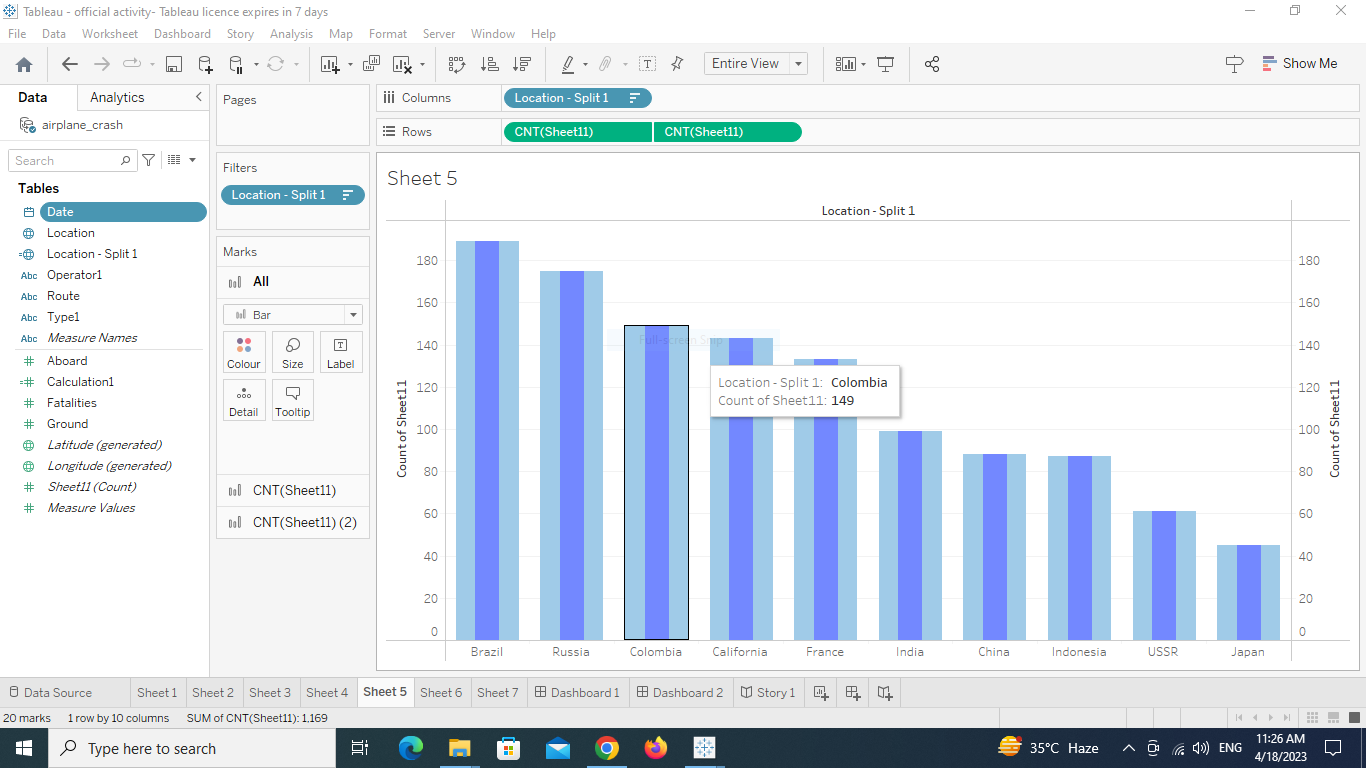 Tableau - official activity- Tableau licence expires in 7 days
File Data Worksheet Dashboard Story Analysis Map Format Server Window Help
Entire View
Show Me
Data Analytics
airplane_crash
Search
Tables
Date
Location
Location - Split 1
Abc Operator1
Abc Route
Abc Type1
Abc Measure Names
Aboard
Calculation1
Fatalities
Ground
Latitude (generated)
Longitude (generated)
Sheet11 (Count)
Measure Values
Pages
Filters
Location - Split 1
Marks
All
Bar
Colour Size Label
Detail Tooltip
CNT(Sheet11)
CNT(Sheet11) (2)
Columns Location - Split 1
Rows CNT(Sheet11) CNT(Sheet11)
Sheet 5
Location - Split 1
Count of Sheet11
180
160
140
120
100
80
60
40
20
0
Full-screen Snip
Location - Split 1: Colombia
Count of Sheet11: 149
180
160
140
120
100
80
60
40
20
0
Count of Sheet11
Brazil Russia Colombia California France India China Indonesia USSR Japan
Data Source Sheet 1 Sheet 2 Sheet 3 Sheet 4 Sheet 5 Sheet 6 Sheet 7 Dashboard 1 Dashboard 2 Story 1
20 marks 1 row by 10 columns SUM of CNT(Sheet11): 1,169
Type here to search
35°C Haze
ENG
11:26 AM
4/18/2023